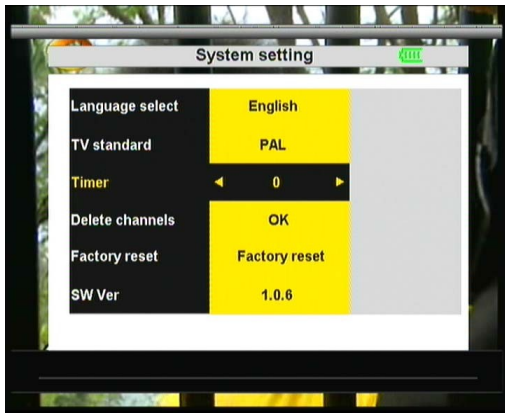 System setting
Language select English
TV standard PAL
Timer 0
Delete channels OK
Factory reset Factory reset
SW Ver 1.0.6